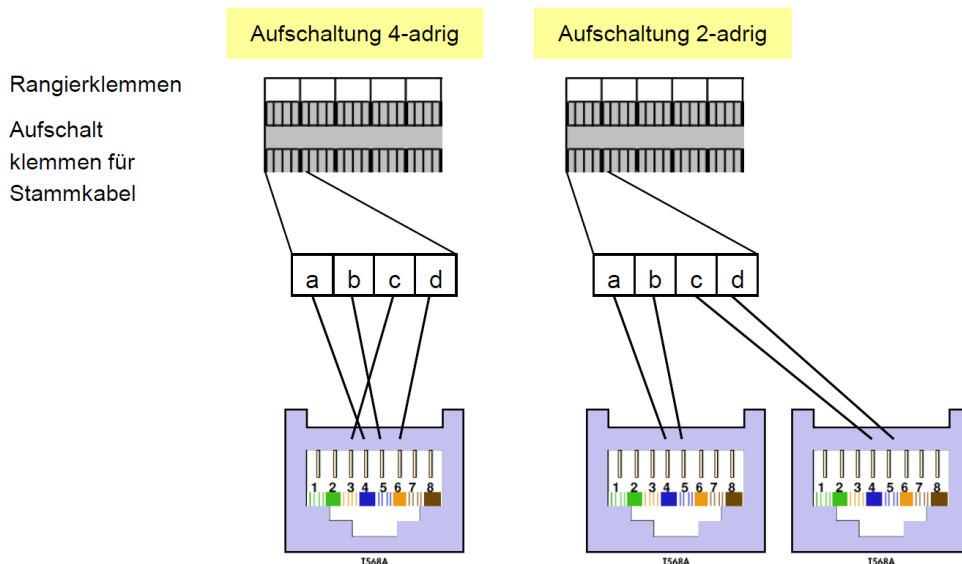 Aufschaltung 4-adrig
Aufschaltung 2-adrig
Rangierklemmen
Aufschalt
klemmen für
Stammkabel
a b c d
a b c d
1 2 3 4 5 6 7 8
1 2 3 4 5 6 7 8
1 2 3 4 5 6 7 8
T568A
T568A
T568A